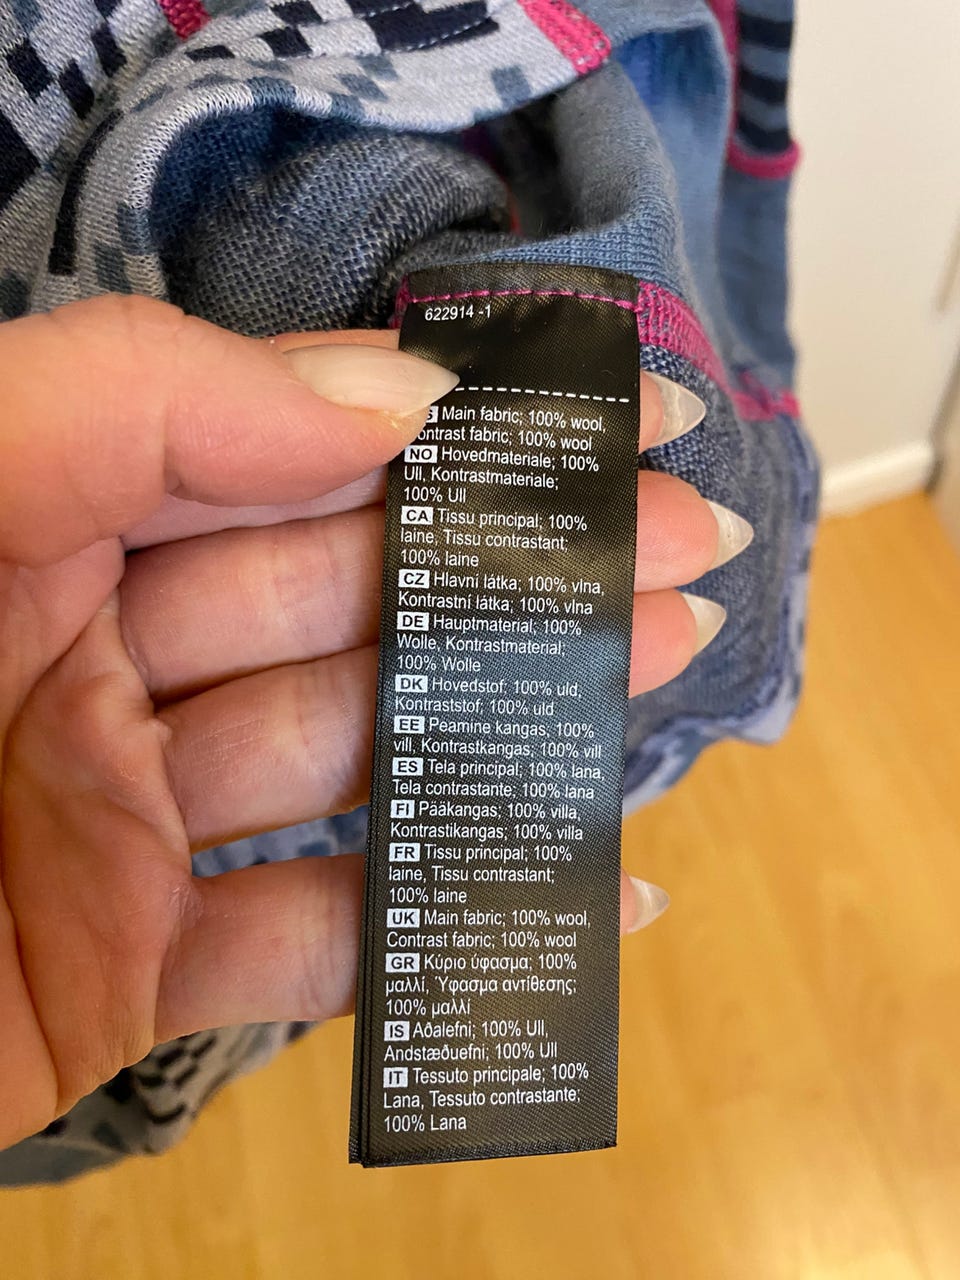 622914 -1
S Main fabric; 100% wool,
ontrast fabric; 100% wool
NO Hovedmateriale; 100%
Ull, Kontrastmateriale;
100% Ull
CA Tissu principal; 100%
laine, Tissu contrastant;
100% laine
CZ Hlavní látka; 100% vlna,
Kontrastní látka; 100% vlna
DE Hauptmaterial; 100%
Wolle, Kontrastmaterial;
100% Wolle
DK Hovedstof; 100% uld,
Kontraststof; 100% uld
EE Peamine kangas, 100%
vill, Kontrastkangas, 100% vill
ES Tela principal; 100% lana,
Tela contrastante; 100% lana
FI Pääkangas; 100% villa,
Kontrastikangas; 100% villa
FR Tissu principal; 100%
laine, Tissu contrastant;
100% laine
UK Main fabric; 100% wool,
Contrast fabric; 100% wool
GR Κύριο ύφασμα; 100%
μαλλί, Ύφασμα αντίθεσης;
100% μαλλί
IS Aðalefni; 100% Ull,
Andstæðuefni; 100% Ull
IT Tessuto principale; 100%
Lana, Tessuto contrastante;
100% Lana